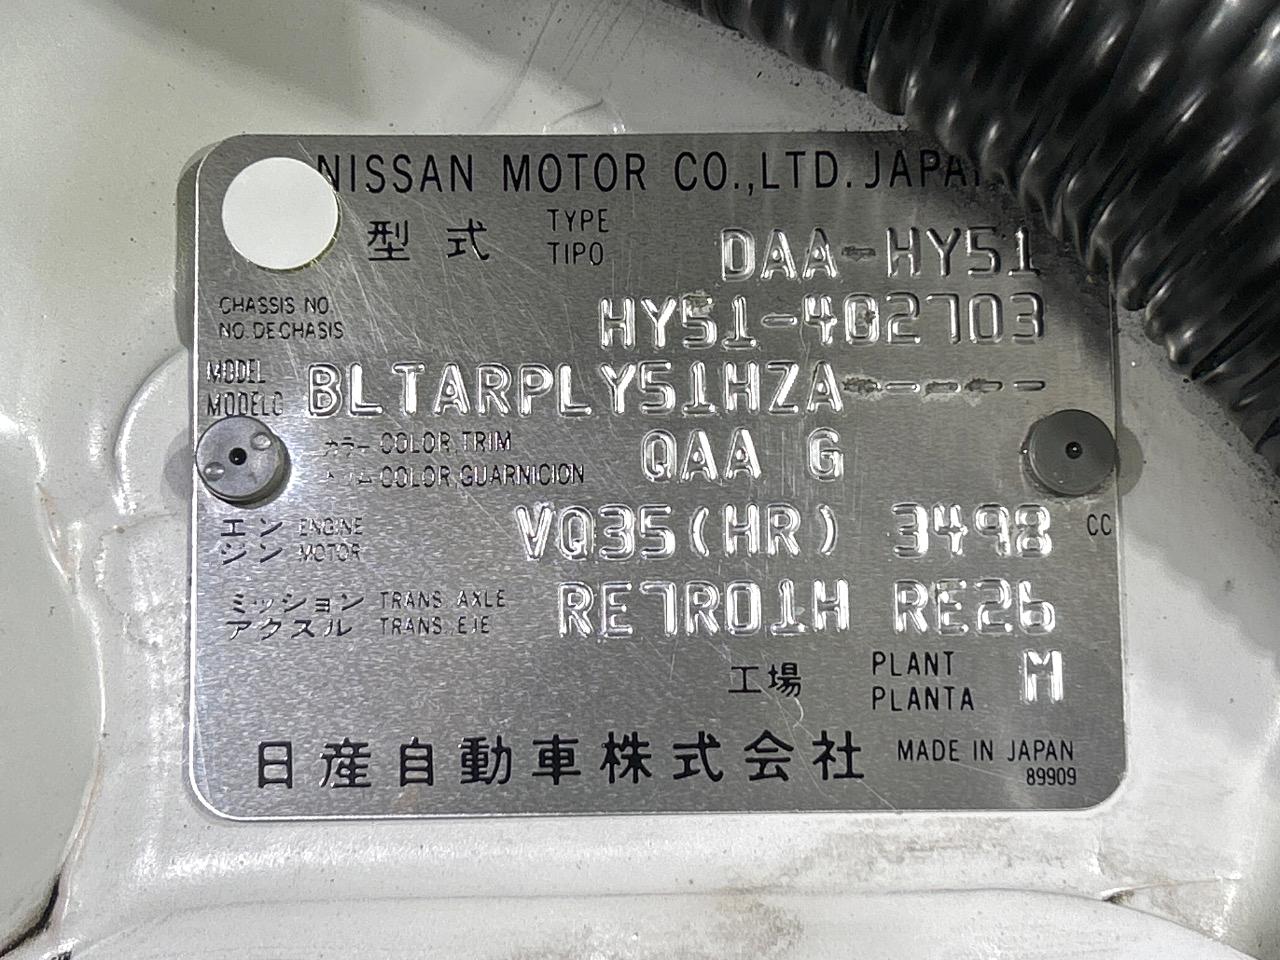 NISSAN MOTOR CO.,LTD. JAPAN
型式 TYPE TIPO DAA-HY51
CHASSIS NO. NO. DE CHASIS HY51-402703
MODEL MODELO BLTARPLY51HZA-----
カラー COLOR,TRIM QAA G
トリム COLOR,GUARNICION
エンジン ENGINE MOTOR VQ35(HR) 3498 CC
ミッション TRANS. AXLE RE7R01H RE26
アクスル TRANS. EJE
工場 PLANT PLANTA M
日産自動車株式会社 MADE IN JAPAN
89909